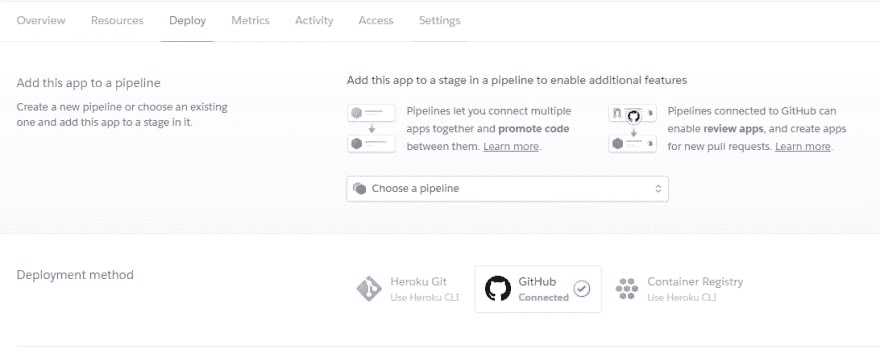 Overview Resources Deploy Metrics Activity Access Settings
Add this app to a pipeline
Create a new pipeline or choose an existing
one and add this app to a stage in it.
Add this app to a stage in a pipeline to enable additional features
Pipelines let you connect multiple
apps together and promote code
between them. Learn more.
Pipelines connected to GitHub can
enable review apps, and create apps
for new pull requests. Learn more.
Choose a pipeline
Deployment method
Heroku Git
Use Heroku CLI
GitHub
Connected
Container Registry
Use Heroku CLI